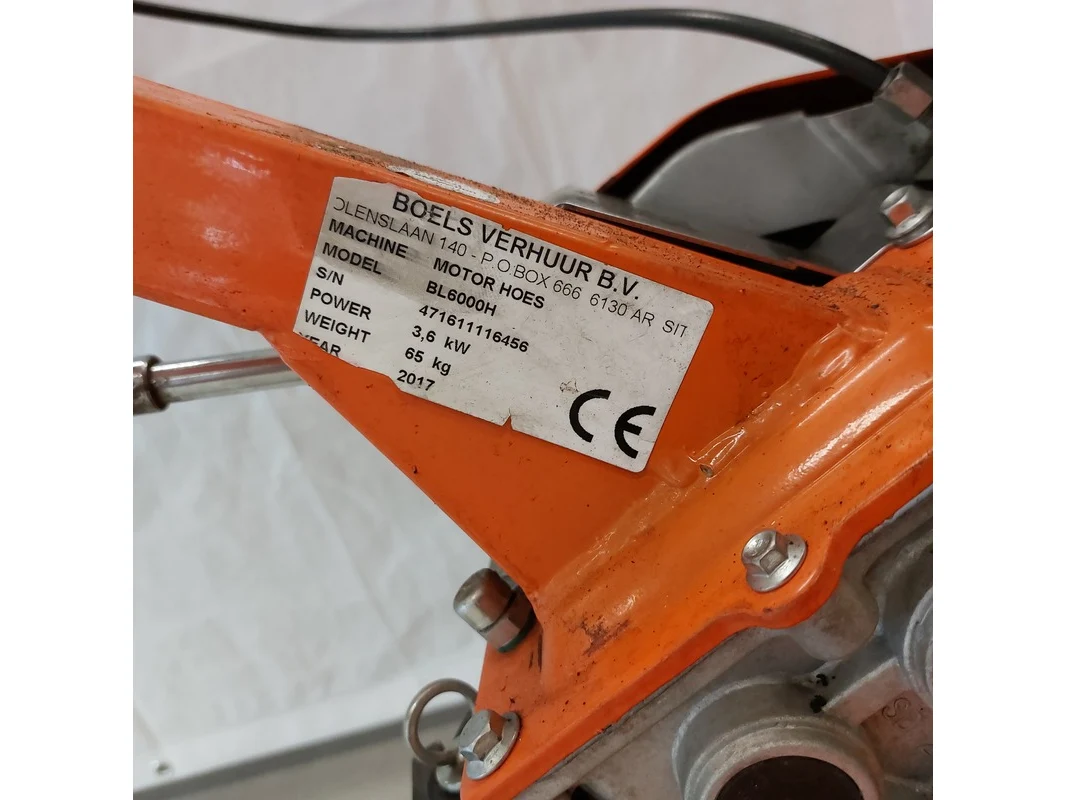 BOELS VERHUUR B.V.
OLENSLAAN 140 - P.O BOX 666 6130 AR SIT
MACHINE MOTOR HOES
MODEL BL6000H
S/N 471611116456
POWER 3,6 kW
WEIGHT 65 kg
YEAR 2017
CE